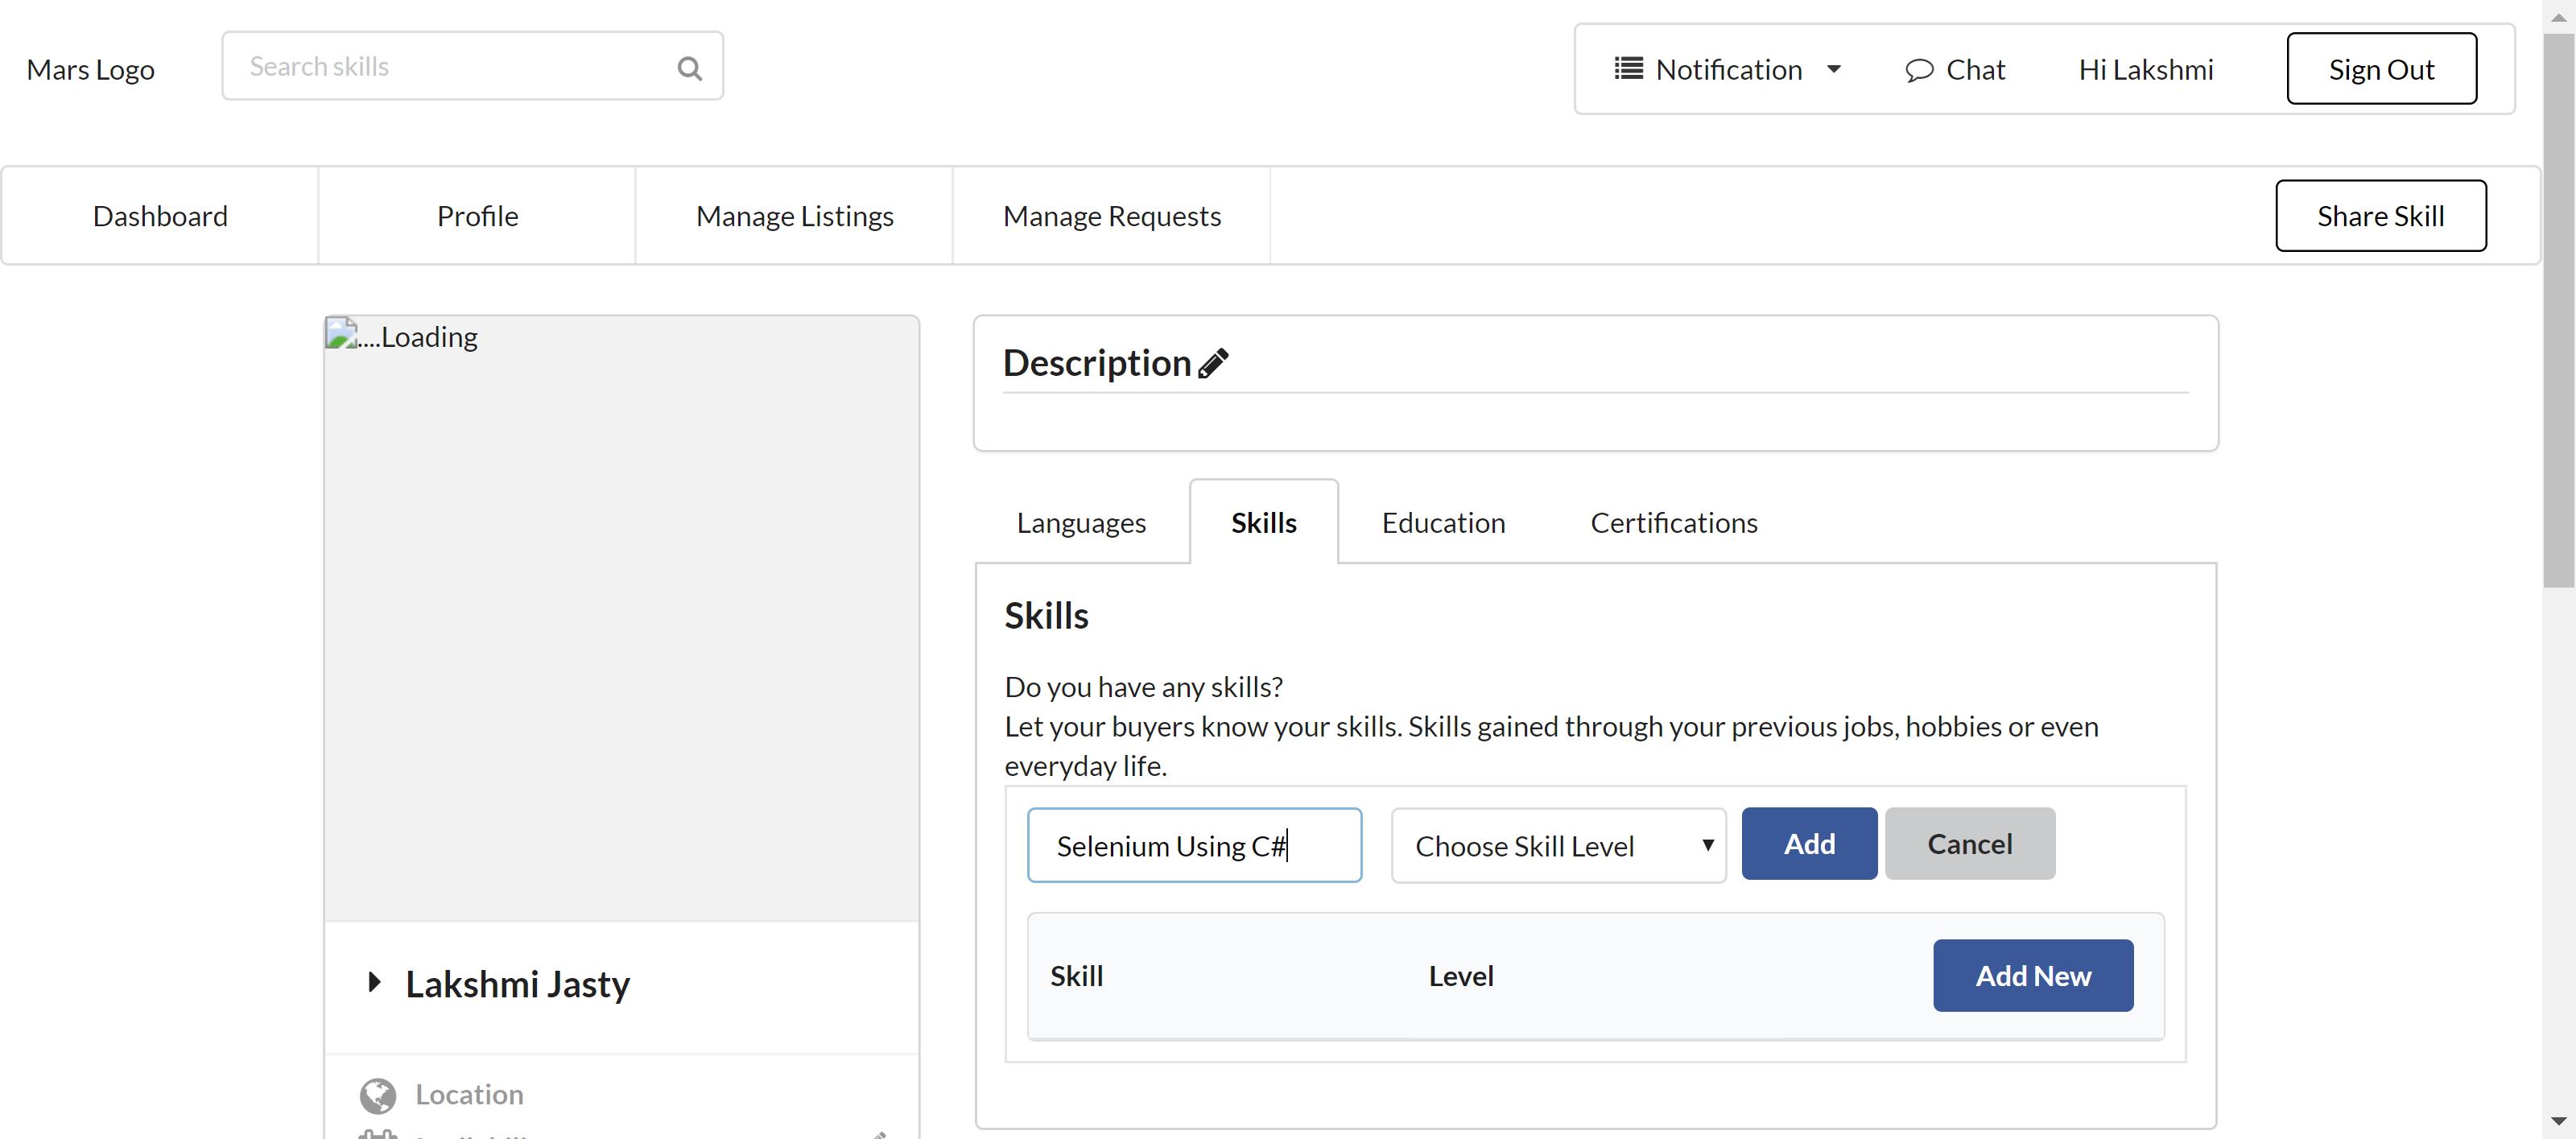 Mars Logo
Search skills
Notification
Chat
Hi Lakshmi
Sign Out
Dashboard
Profile
Manage Listings
Manage Requests
Share Skill
....Loading
Lakshmi Jasty
Location
Description
Languages
Skills
Education
Certifications
Skills
Do you have any skills?
Let your buyers know your skills. Skills gained through your previous jobs, hobbies or even
everyday life.
Selenium Using C#
Choose Skill Level
Add
Cancel
Skill
Level
Add New